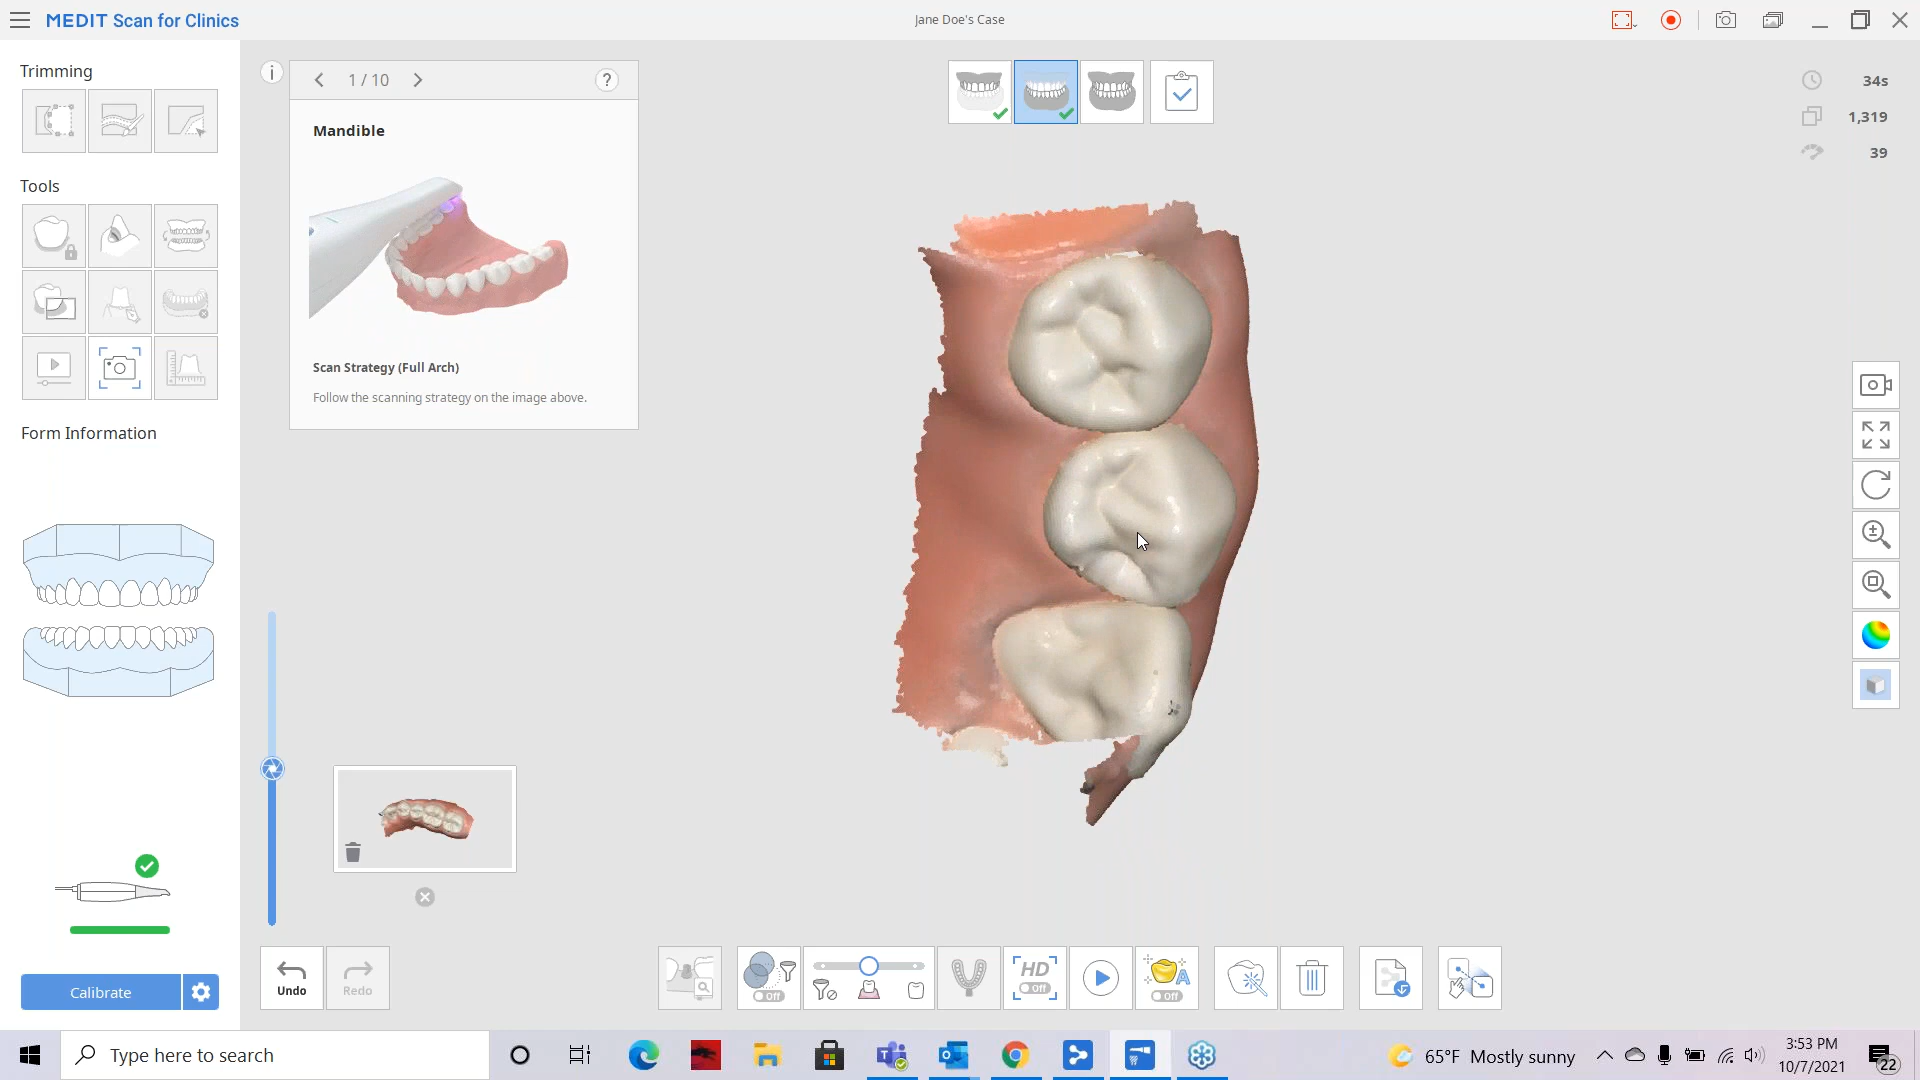 MEDIT Scan for Clinics
Jane Doe's Case
Trimming
Tools
Form Information
Calibrate
1 / 10
?
Mandible
Scan Strategy (Full Arch)
Follow the scanning strategy on the image above.
34s
1,319
39
Undo
Redo
Off
HD
Off
A
Off
Type here to search
65°F Mostly sunny
3:53 PM
10/7/2021
22